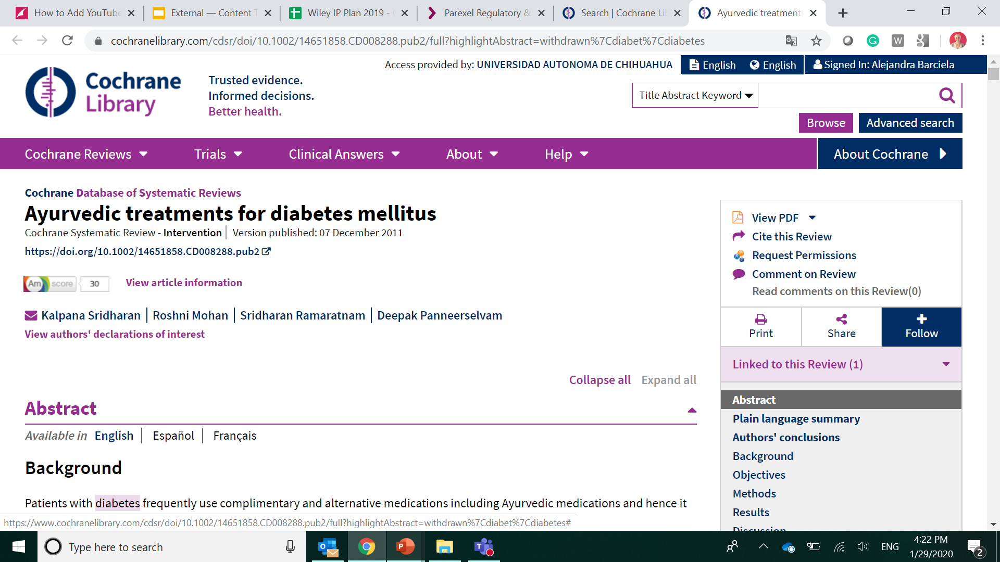 How to Add YouTube
External — Content T
Wiley IP Plan 2019 -
Parexel Regulatory &
Search | Cochrane Li
Ayurvedic treatment
cochranelibrary.com/cdsr/doi/10.1002/14651858.CD008288.pub2/full?highlightAbstract=withdrawn%7Cdiabet%7Cdiabetes
Access provided by: UNIVERSIDAD AUTONOMA DE CHIHUAHUA
English
English
Signed In: Alejandra Barciela
Cochrane
Library
Trusted evidence.
Informed decisions.
Better health.
Title Abstract Keyword
Browse
Advanced search
Cochrane Reviews
Trials
Clinical Answers
About
Help
About Cochrane
Cochrane Database of Systematic Reviews
Ayurvedic treatments for diabetes mellitus
Cochrane Systematic Review - Intervention | Version published: 07 December 2011
https://doi.org/10.1002/14651858.CD008288.pub2
Am score 30
View article information
Kalpana Sridharan | Roshni Mohan | Sridharan Ramaratnam | Deepak Panneerselvam
View authors' declarations of interest
View PDF
Cite this Review
Request Permissions
Comment on Review
Read comments on this Review(0)
Print
Share
Follow
Linked to this Review (1)
Collapse all
Expand all
Abstract
Available in English | Español | Français
Background
Patients with diabetes frequently use complimentary and alternative medications including Ayurvedic medications and hence it
Abstract
Plain language summary
Authors' conclusions
Background
Objectives
Methods
Results
Discussion
https://www.cochranelibrary.com/cdsr/doi/10.1002/14651858.CD008288.pub2/full?highlightAbstract=withdrawn%7Cdiabet%7Cdiabetes#
Type here to search
ENG
4:22 PM
1/29/2020
2